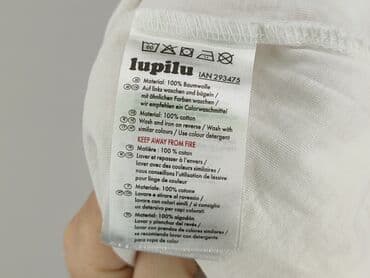 60
lupilu IAN 293475
Material: 100% Baumwolle
Auf links waschen und bügeln /
mit ähnlichen Farben waschen /
wir empfehlen ein Colorwaschmittel
Material: 100% cotton
Wash and iron on reverse / Wash with
similar colours / Use colour detergent
KEEP AWAY FROM FIRE
Matière : 100 % coton
Laver et repasser à l'envers /
Laver avec des couleurs similaires /
nous conseillons l'utilisation de lessive
pour linge de couleur
Materiale: 100% cotone
Lavare e stirare al rovescio /
lavare con colori simili / si consiglia
un detersivo per capi colorati
Material: 100% algodón
Lavar y planchar del revés /
lavar con prendas de colores similares /
se recomienda lavar con detergente
para ropa de color